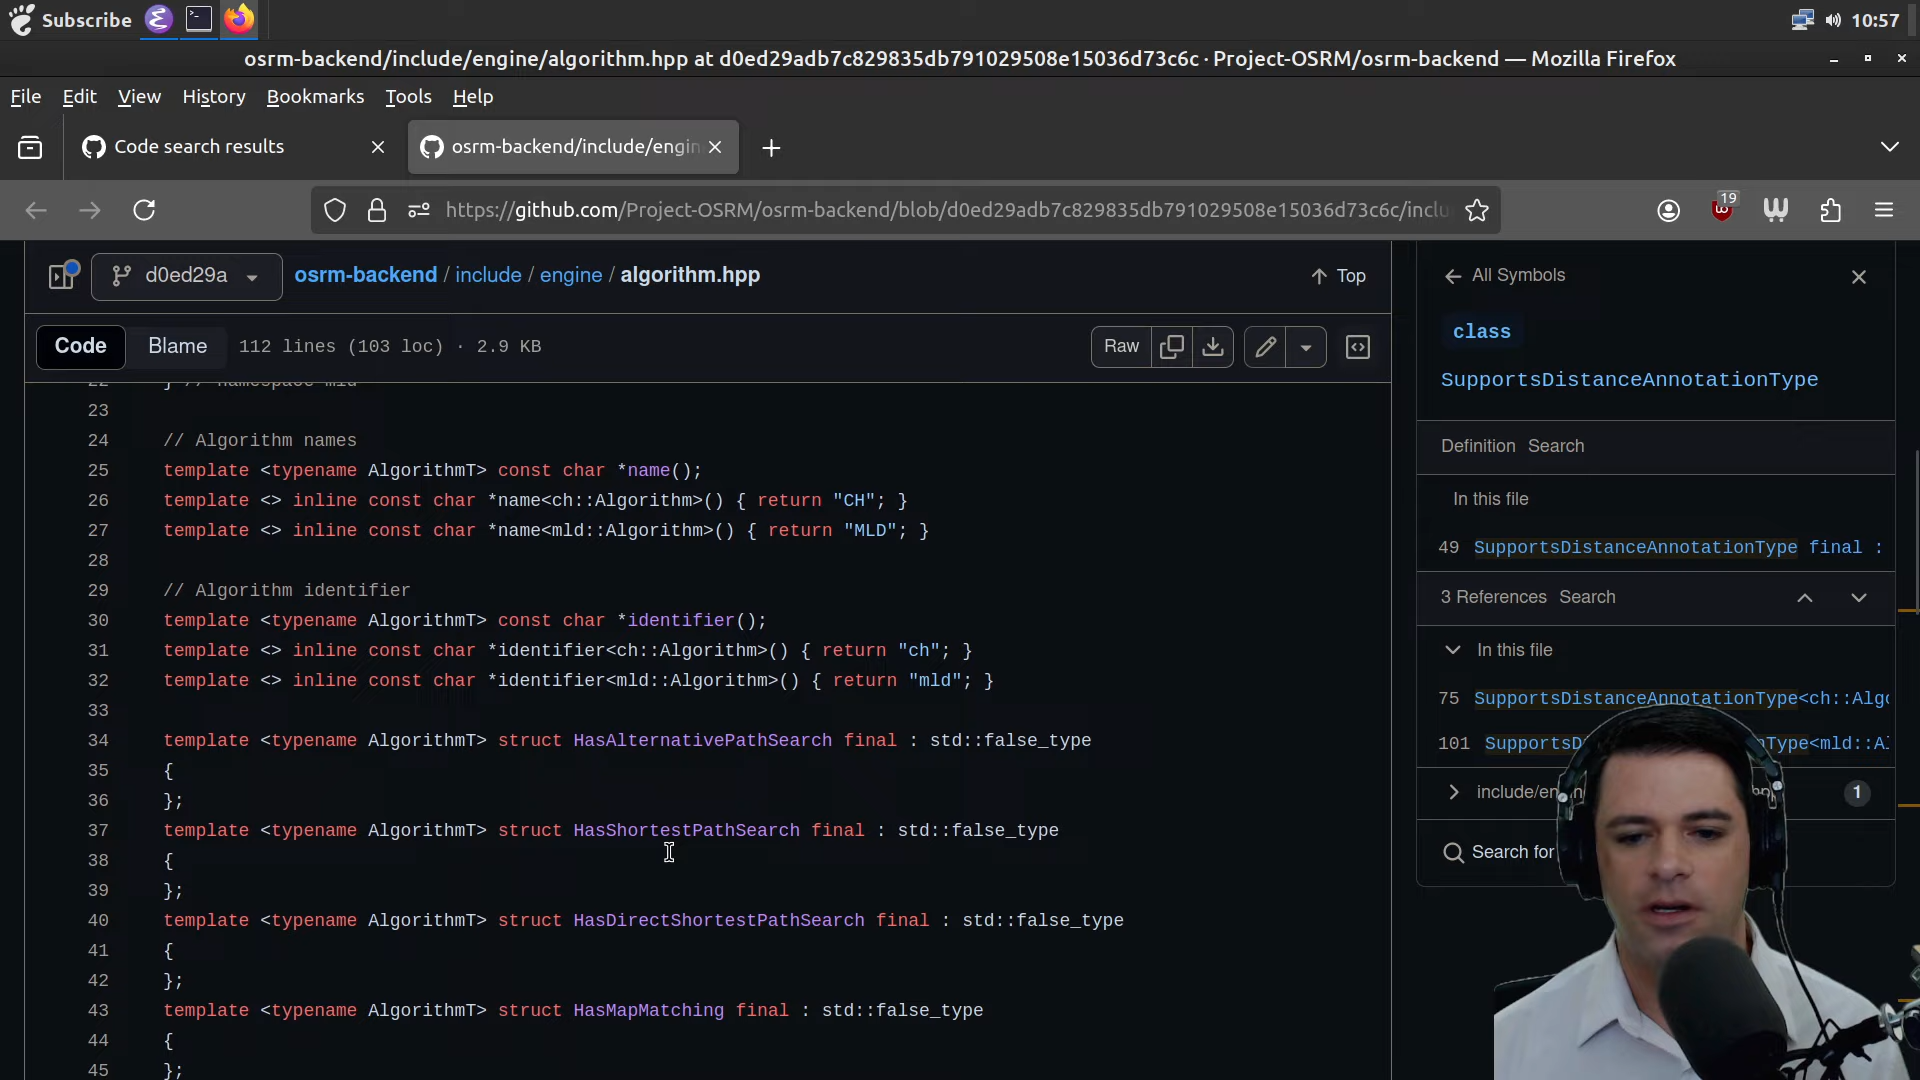 Subscribe
10:57
osrm-backend/include/engine/algorithm.hpp at d0ed29adb7c829835db791029508e15036d73c6c · Project-OSRM/osrm-backend — Mozilla Firefox
File Edit View History Bookmarks Tools Help
Code search results
osrm-backend/include/engin
https://github.com/Project-OSRM/osrm-backend/blob/d0ed29adb7c829835db791029508e15036d73c6c/inclu
19
d0ed29a
osrm-backend / include / engine / algorithm.hpp
Top
Code Blame 112 lines (103 loc) · 2.9 KB
Raw
22 } // namespace mld
23
24 // Algorithm names
25 template <typename AlgorithmT> const char *name();
26 template <> inline const char *name<ch::Algorithm>() { return "CH"; }
27 template <> inline const char *name<mld::Algorithm>() { return "MLD"; }
28
29 // Algorithm identifier
30 template <typename AlgorithmT> const char *identifier();
31 template <> inline const char *identifier<ch::Algorithm>() { return "ch"; }
32 template <> inline const char *identifier<mld::Algorithm>() { return "mld"; }
33
34 template <typename AlgorithmT> struct HasAlternativePathSearch final : std::false_type
35 {
36 };
37 template <typename AlgorithmT> struct HasShortestPathSearch final : std::false_type
38 {
39 };
40 template <typename AlgorithmT> struct HasDirectShortestPathSearch final : std::false_type
41 {
42 };
43 template <typename AlgorithmT> struct HasMapMatching final : std::false_type
44 {
45 };
All Symbols
class
SupportsDistanceAnnotationType
Definition Search
In this file
49 SupportsDistanceAnnotationType final :
3 References Search
In this file
75 SupportsDistanceAnnotationType<ch::Algo
101 SupportsD nType<mld::Al
include/en
1
Search for